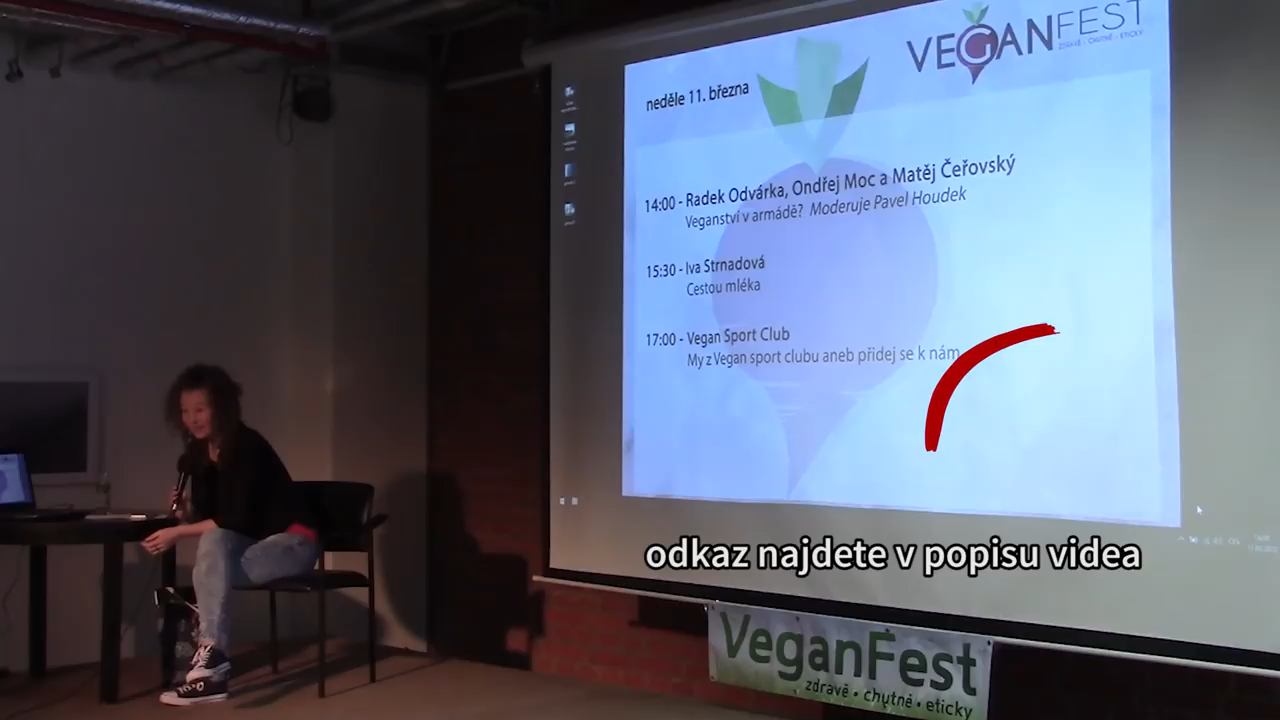 VEGANFEST
ZDRAVĚ · CHUTNĚ · ETICKY
neděle 11. března
14:00 - Radek Odvárka, Ondřej Moc a Matěj Čeřovský
Veganství v armádě? Moderuje Pavel Houdek
15:30 - Iva Strnadová
Cestou mléka
17:00 - Vegan Sport Club
My z Vegan sport clubu aneb přidej se k nám
odkaz najdete v popisu videa
VeganFest
zdravě • chutně • eticky